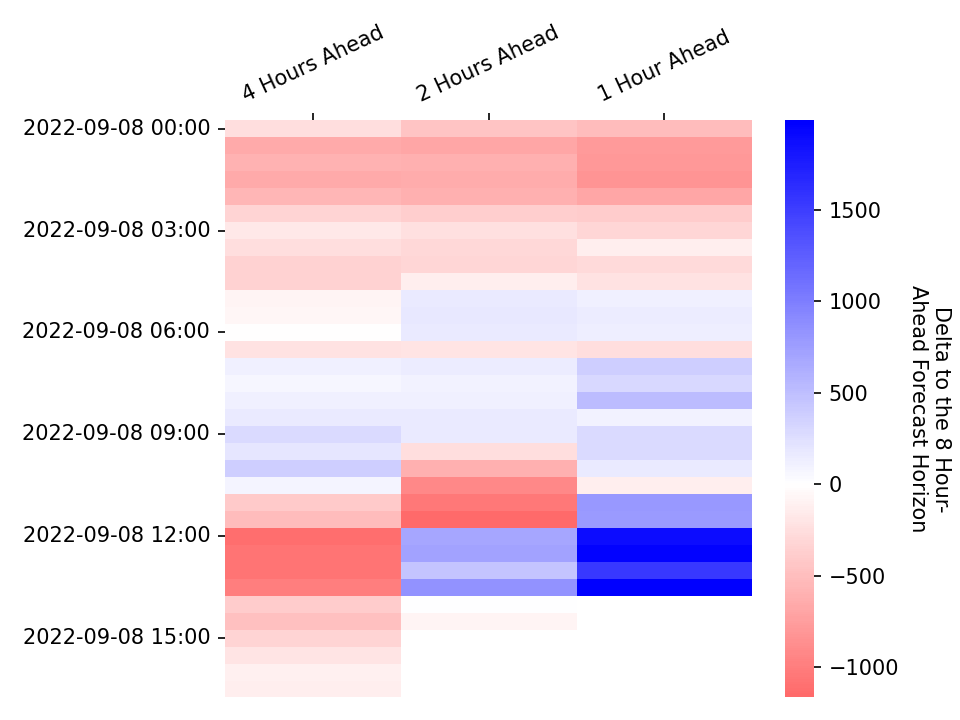 4 Hours Ahead
2 Hours Ahead
1 Hour Ahead
2022-09-08 00:00
2022-09-08 03:00
2022-09-08 06:00
2022-09-08 09:00
2022-09-08 12:00
2022-09-08 15:00
1500
1000
500
0
−500
−1000
Delta to the 8 Hour-
Ahead Forecast Horizon